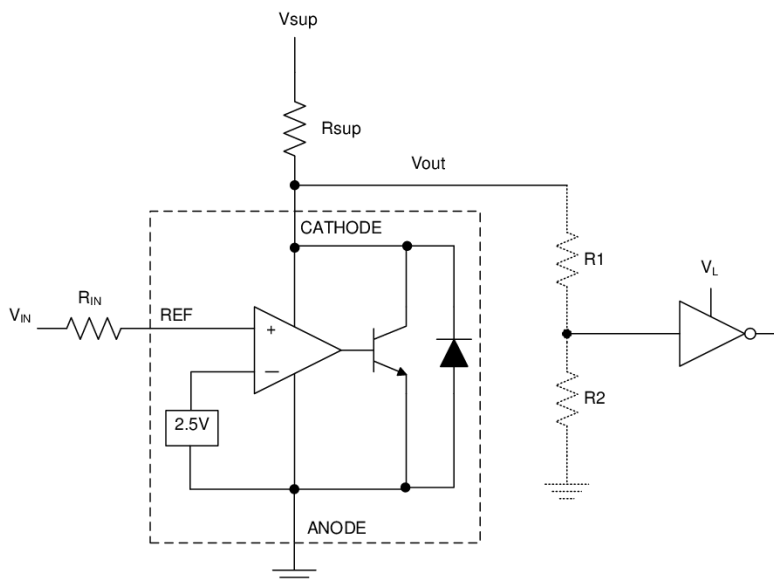 Vsup
Rsup
Vout
CATHODE
R1
VL
RIN
REF
VIN
+
–
2.5V
R2
ANODE